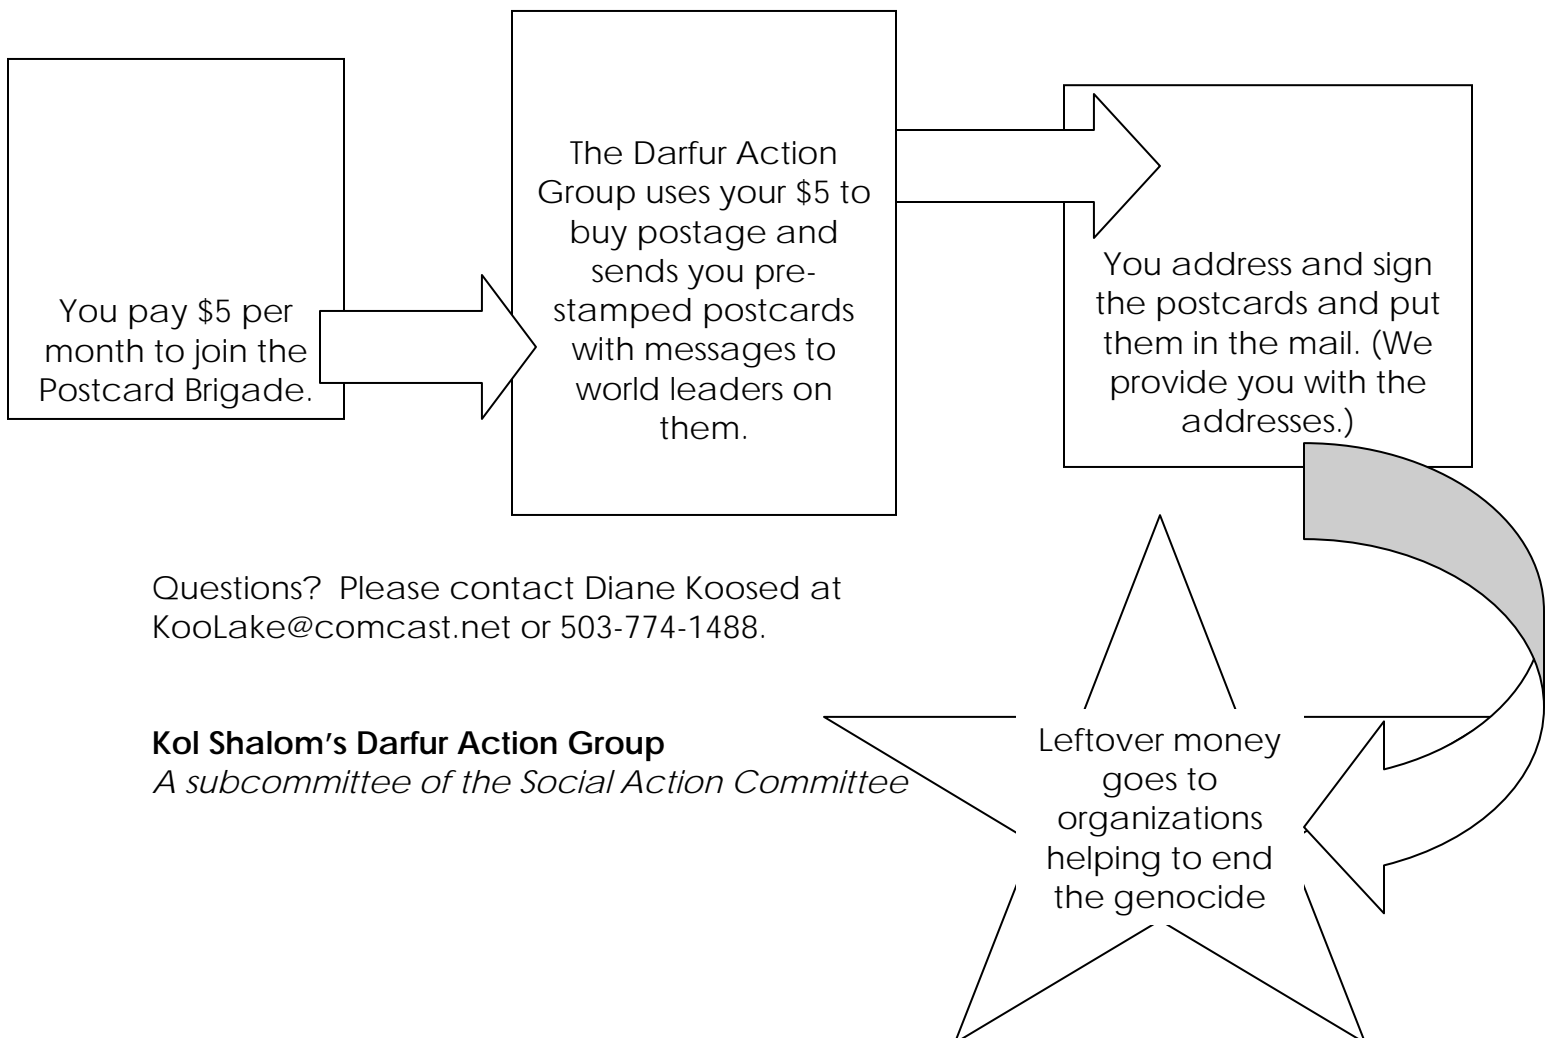 You pay $5 per
month to join the
Postcard Brigade.
The Darfur Action
Group uses your $5 to
buy postage and
sends you pre-
stamped postcards
with messages to
world leaders on
them.
You address and sign
the postcards and put
them in the mail. (We
provide you with the
addresses.)
Questions?  Please contact Diane Koosed at
KooLake@comcast.net or 503-774-1488.
Kol Shalom’s Darfur Action Group
A subcommittee of the Social Action Committee
Leftover money
goes to
organizations
helping to end
the genocide